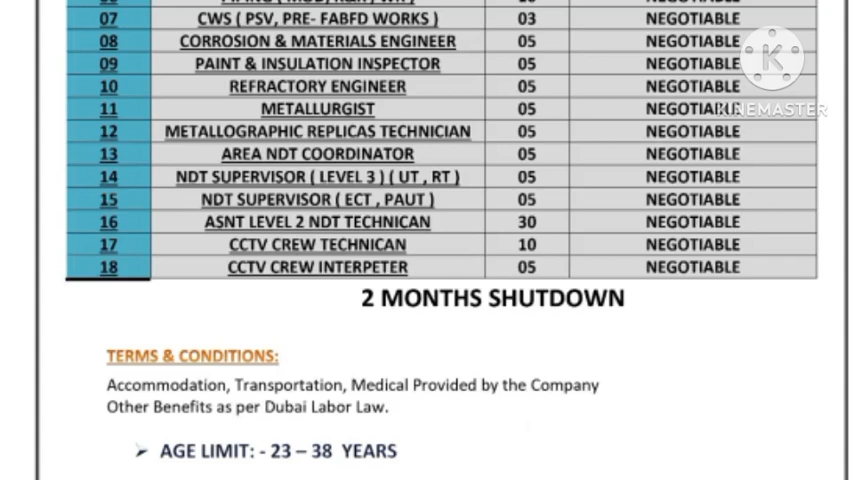 07 CWS ( PSV, PRE- FABFD WORKS ) 03 NEGOTIABLE
08 CORROSION & MATERIALS ENGINEER 05 NEGOTIABLE
09 PAINT & INSULATION INSPECTOR 05 NEGOTIABLE
10 REFRACTORY ENGINEER 05 NEGOTIABLE
11 METALLURGIST 05 NEGOTIABLE
KINEMASTER
12 METALLOGRAPHIC REPLICAS TECHNICIAN 05 NEGOTIABLE
13 AREA NDT COORDINATOR 05 NEGOTIABLE
14 NDT SUPERVISOR ( LEVEL 3 ) ( UT , RT ) 05 NEGOTIABLE
15 NDT SUPERVISOR ( ECT , PAUT ) 05 NEGOTIABLE
16 ASNT LEVEL 2 NDT TECHNICAN 30 NEGOTIABLE
17 CCTV CREW TECHNICAN 10 NEGOTIABLE
18 CCTV CREW INTERPETER 05 NEGOTIABLE
2 MONTHS SHUTDOWN
TERMS & CONDITIONS:
Accommodation, Transportation, Medical Provided by the Company
Other Benefits as per Dubai Labor Law.
AGE LIMIT: - 23 – 38 YEARS